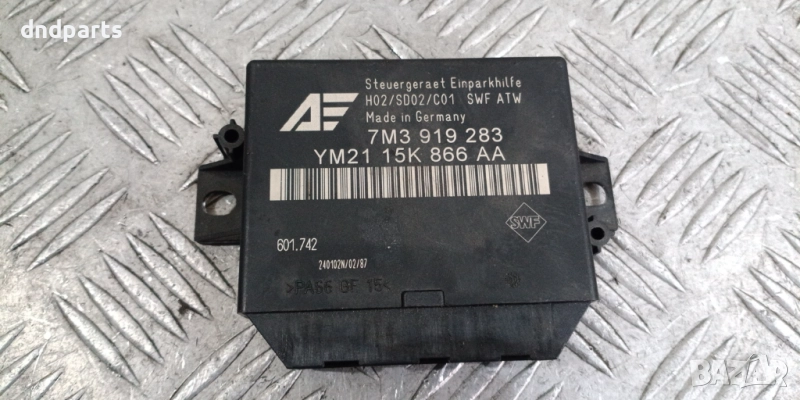 dndparts
AE
Steuergeraet Einparkhilfe
H02/SD02/C01 SWF ATW
Made in Germany
7M3 919 283
YM21 15K 866 AA
SWF
601.742
240102N/02/87
>PA66 GF 15<
BAZAR